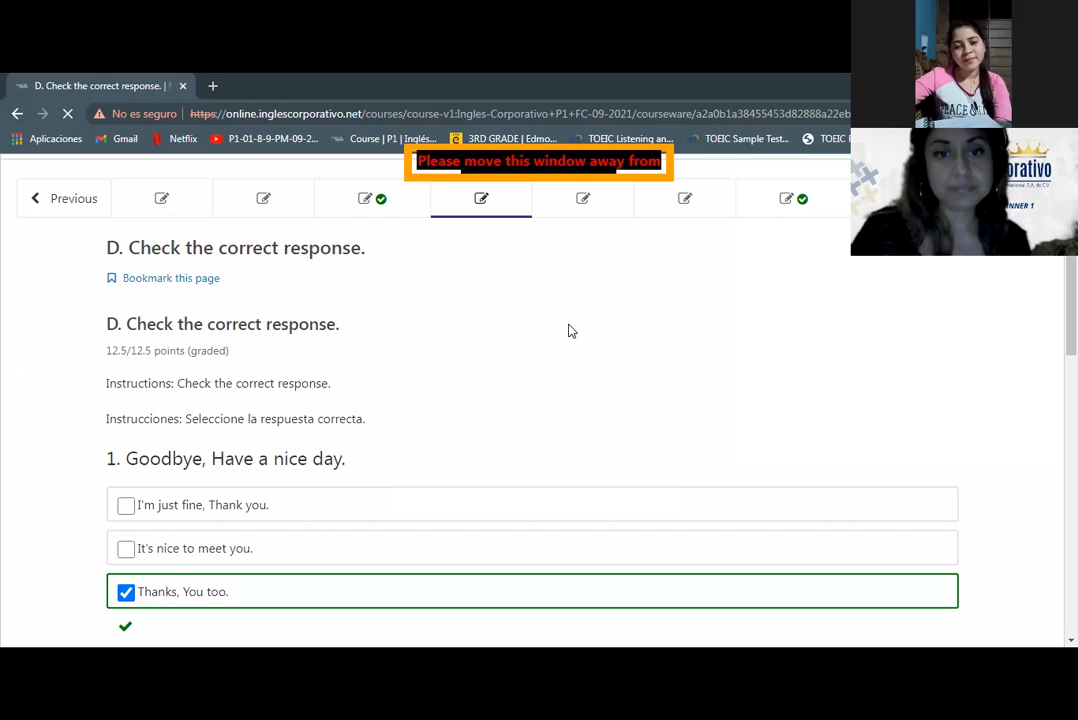 D. Check the correct response. |
No es seguro
https://online.inglescorporativo.net/courses/course-v1:Ingles-Corporativo+P1+FC-09-2021/courseware/a2a0b1a38455453d82888a22eb
Aplicaciones
Gmail
Netflix
P1-01-8-9-PM-09-2...
Course | P1 | Inglés...
3RD GRADE | Edmo...
TOEIC Listening an...
TOEIC Sample Test...
TOEIC
Please move this window away from
Previous
D. Check the correct response.
Bookmark this page
D. Check the correct response.
12.5/12.5 points (graded)
Instructions: Check the correct response.
Instrucciones: Seleccione la respuesta correcta.
1. Goodbye, Have a nice day.
I'm just fine, Thank you.
It's nice to meet you.
Thanks, You too.
orativo
NNER 1